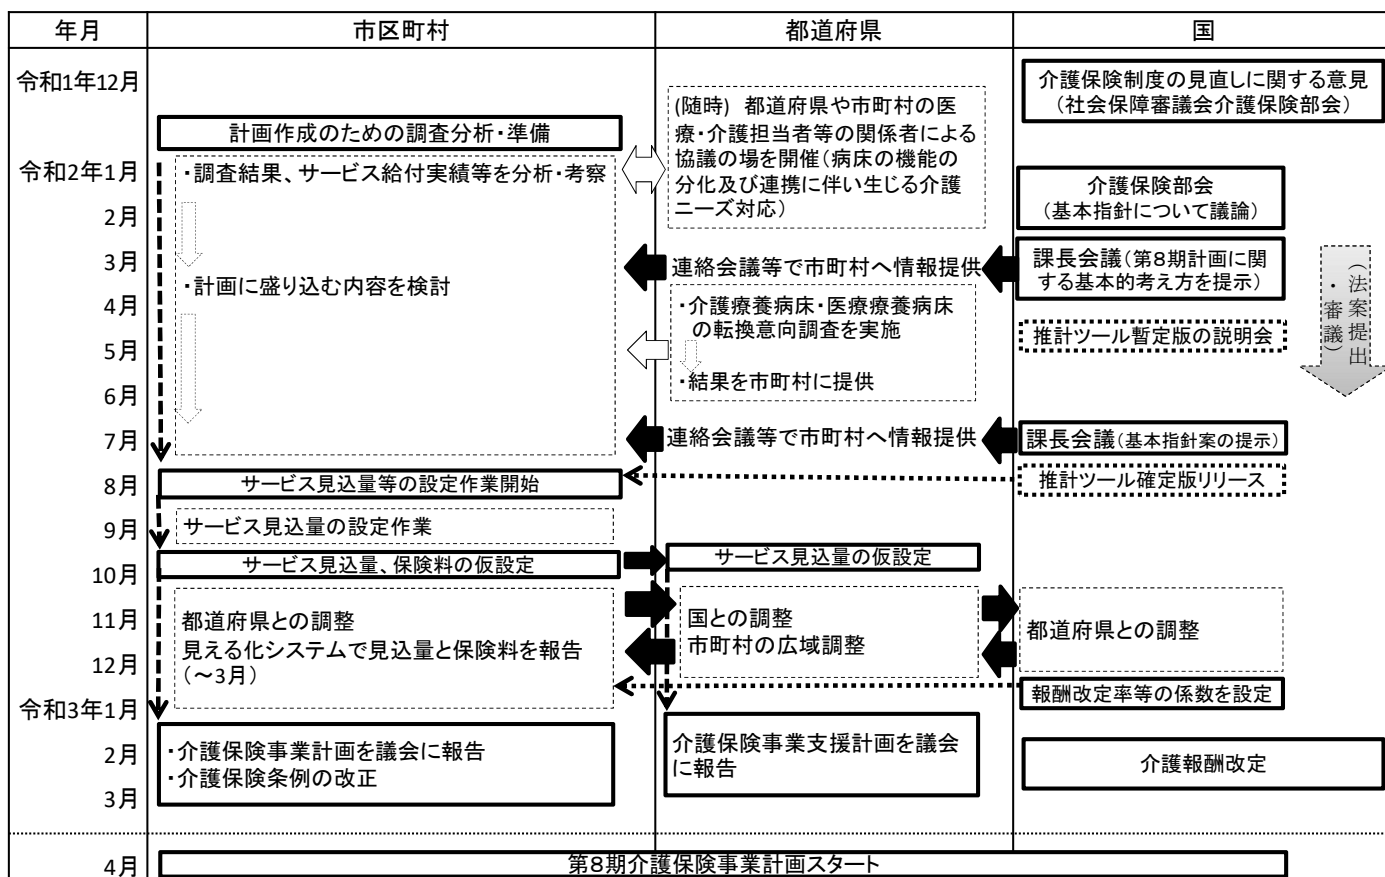 年月
市区町村
都道府県
国
令和1年12月
令和2年1月
2月
3月
4月
5月
6月
7月
8月
9月
10月
11月
12月
令和3年1月
2月
3月
4月
計画作成のための調査分析・準備
・調査結果、サービス給付実績等を分析・考察
・計画に盛り込む内容を検討
サービス見込量等の設定作業開始
サービス見込量の設定作業
サービス見込量、保険料の仮設定
都道府県との調整
見える化システムで見込量と保険料を報告
(～3月)
・介護保険事業計画を議会に報告
・介護保険条例の改正
(随時) 都道府県や市町村の医
療・介護担当者等の関係者による
協議の場を開催(病床の機能の
分化及び連携に伴い生じる介護
ニーズ対応)
連絡会議等で市町村へ情報提供
・介護療養病床・医療療養病床
の転換意向調査を実施
・結果を市町村に提供
連絡会議等で市町村へ情報提供
サービス見込量の仮設定
国との調整
市町村の広域調整
介護保険事業支援計画を議会
に報告
介護保険制度の見直しに関する意見
(社会保障審議会介護保険部会)
介護保険部会
(基本指針について議論)
課長会議(第8期計画に関
する基本的考え方を提示)
推計ツール暫定版の説明会
(法案提出
・審議)
課長会議(基本指針案の提示)
推計ツール確定版リリース
都道府県との調整
報酬改定率等の係数を設定
介護報酬改定
第8期介護保険事業計画スタート